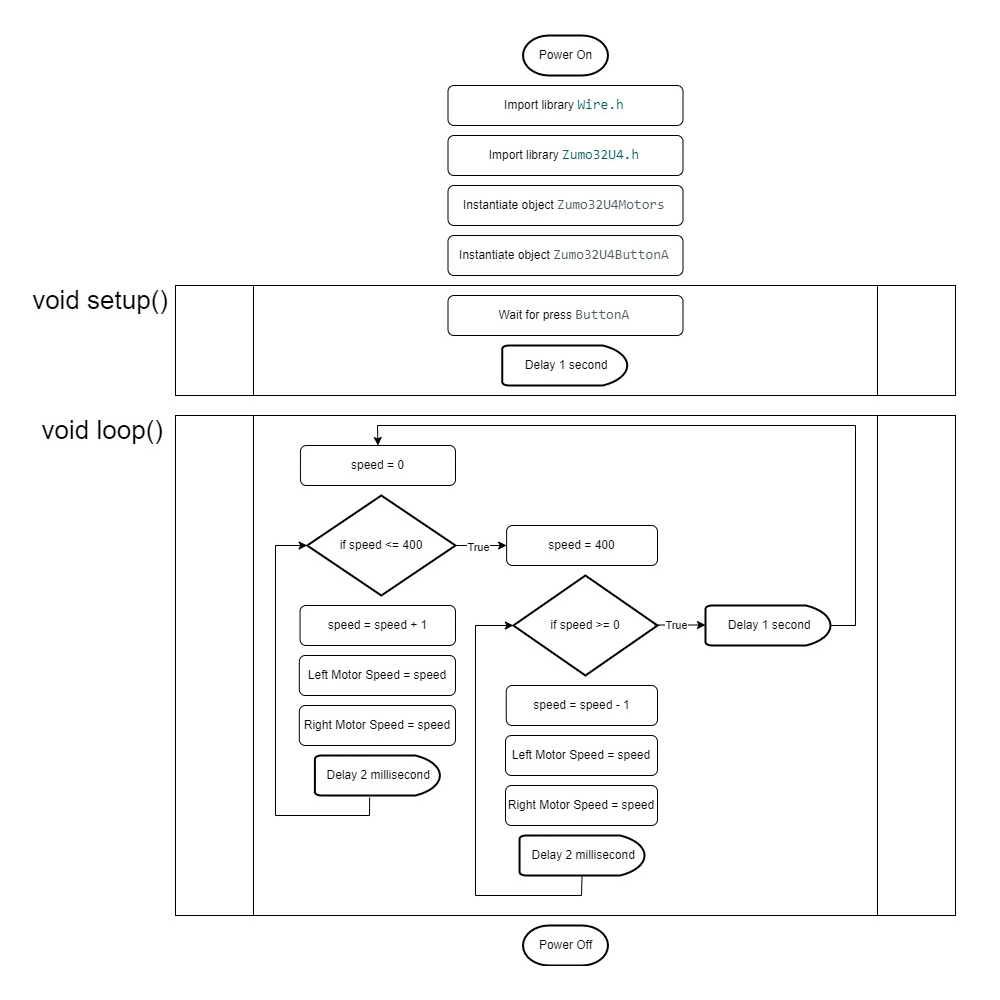 Power On
Import library Wire.h
Import library Zumo32U4.h
Instantiate object Zumo32U4Motors
Instantiate object Zumo32U4ButtonA
void setup()
Wait for press ButtonA
Delay 1 second
void loop()
speed = 0
if speed <= 400
True
speed = 400
speed = speed + 1
if speed >= 0
True
Delay 1 second
Left Motor Speed = speed
Right Motor Speed = speed
Delay 2 millisecond
speed = speed - 1
Left Motor Speed = speed
Right Motor Speed = speed
Delay 2 millisecond
Power Off